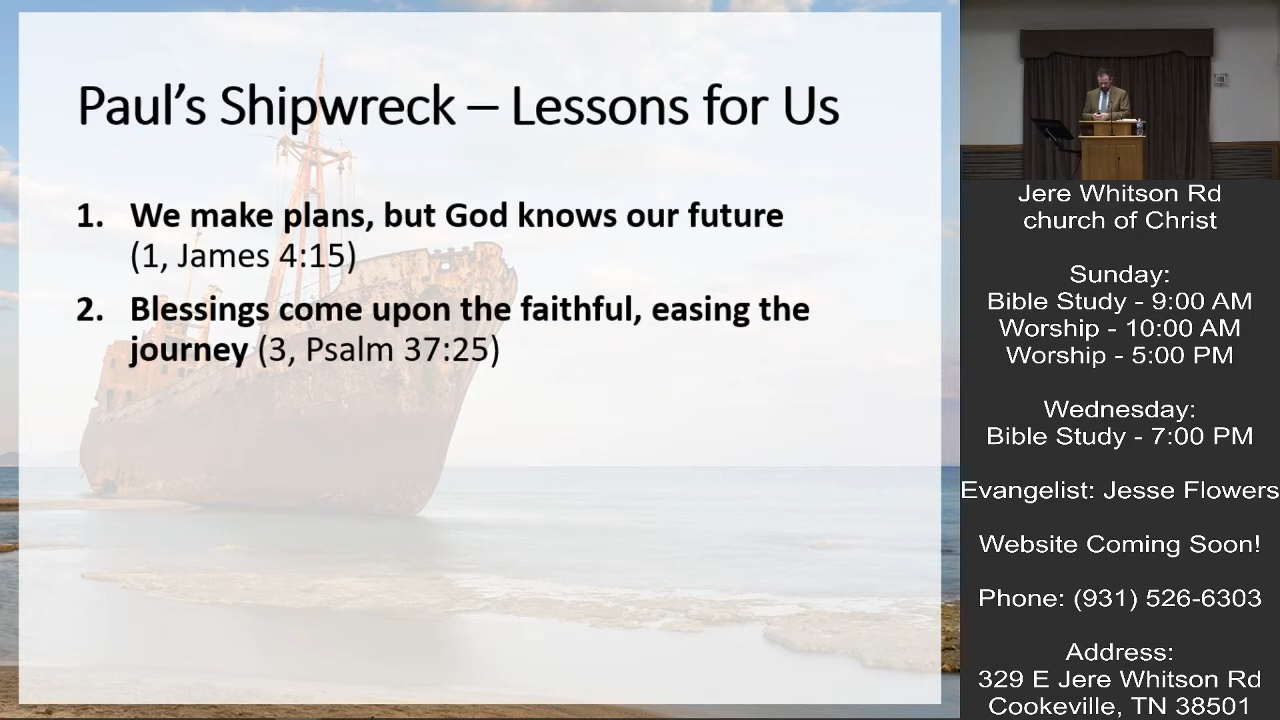 Paul's Shipwreck – Lessons for Us
1. We make plans, but God knows our future
(1, James 4:15)
2. Blessings come upon the faithful, easing the
journey (3, Psalm 37:25)
Jere Whitson Rd
church of Christ
Sunday:
Bible Study - 9:00 AM
Worship - 10:00 AM
Worship - 5:00 PM
Wednesday:
Bible Study - 7:00 PM
Evangelist: Jesse Flowers
Website Coming Soon!
Phone: (931) 526-6303
Address:
329 E Jere Whitson Rd
Cookeville, TN 38501